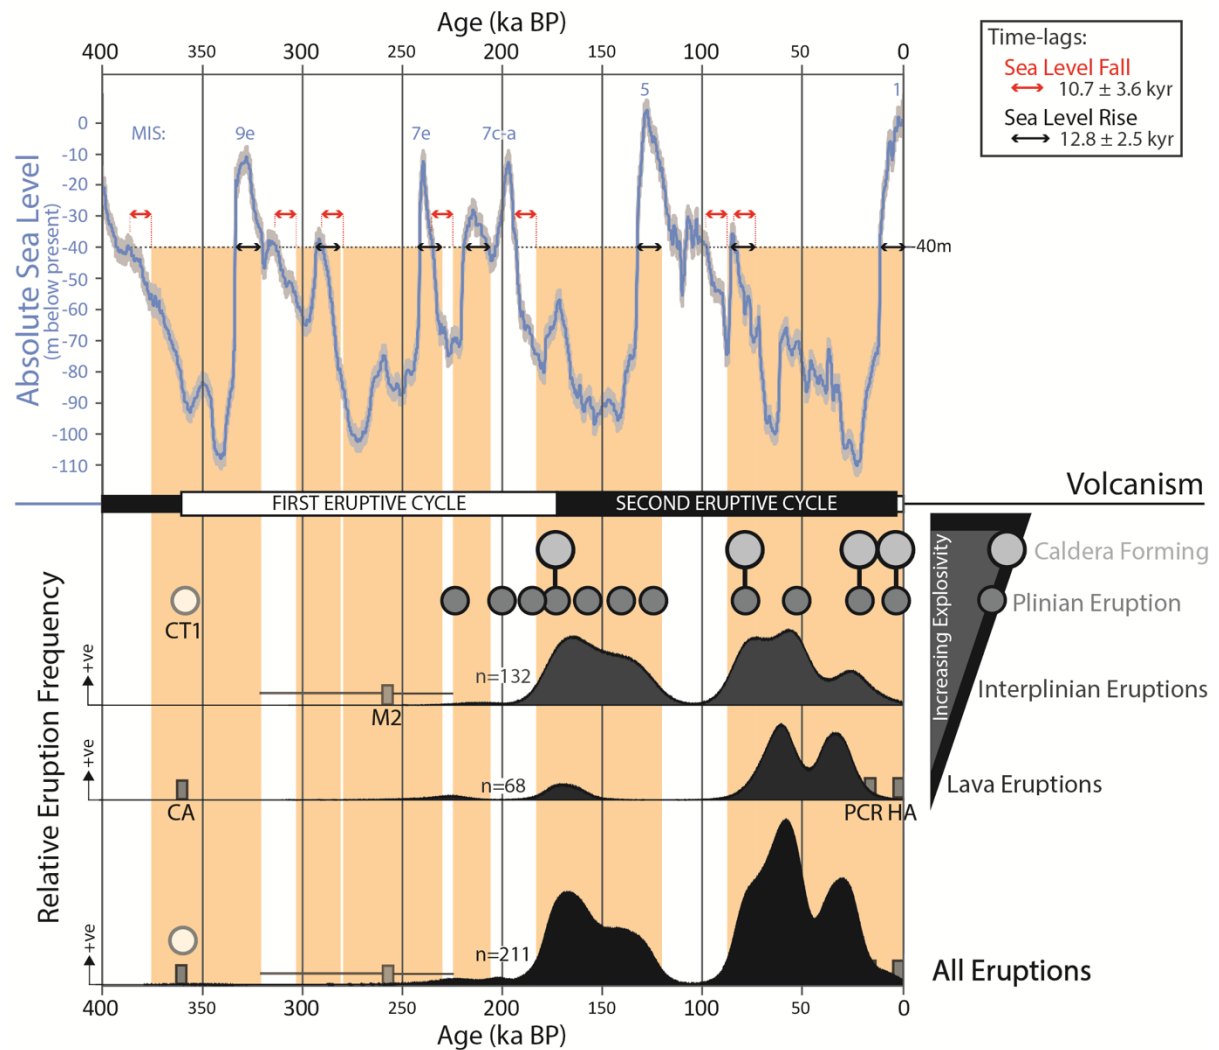 Age (ka BP)
400 350 300 250 200 150 100 50 0
Time-lags:
Sea Level Fall
10.7 ± 3.6 kyr
Sea Level Rise
12.8 ± 2.5 kyr
MIS: 9e 7e 7c-a 5 1
Absolute Sea Level
(m below present)
0
-10
-20
-30
-40
-50
-60
-70
-80
-90
-100
-110
-40m
Volcanism
FIRST ERUPTIVE CYCLE SECOND ERUPTIVE CYCLE
Relative Eruption Frequency
Increasing Explosivity
Caldera Forming
Plinian Eruption
CT1
+ve
n=132
Interplinian Eruptions
M2
+ve
n=68
Lava Eruptions
CA
PCR HA
+ve
n=211
All Eruptions
400 350 300 250 200 150 100 50 0
Age (ka BP)